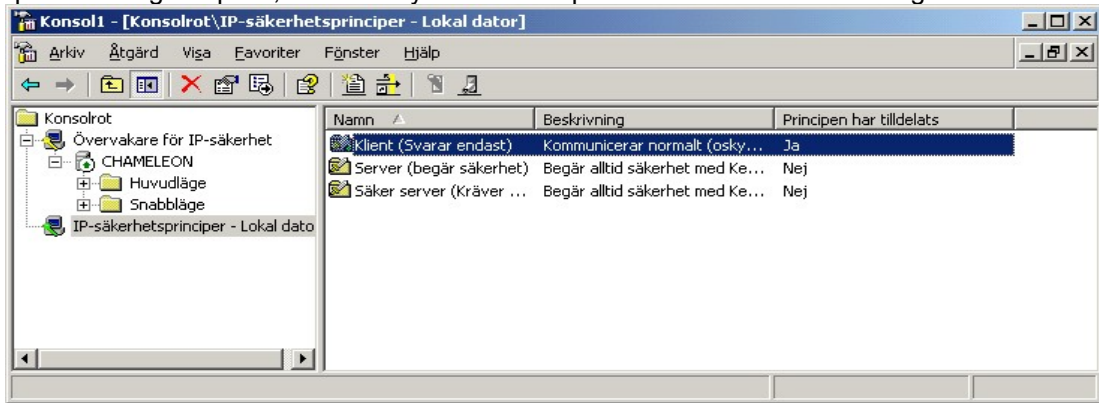 Konsol1 - [Konsolrot\IP-säkerhetsprinciper - Lokal dator]
Arkiv Åtgärd Visa Favoriter Fönster Hjälp
Konsolrot
Övervakare för IP-säkerhet
CHAMELEON
Huvudläge
Snabbläge
IP-säkerhetsprinciper - Lokal dato
Namn Beskrivning Principen har tilldelats
Klient (Svarar endast) Kommunicerar normalt (osky... Ja
Server (begär säkerhet) Begär alltid säkerhet med Ke... Nej
Säker server (Kräver ... Begär alltid säkerhet med Ke... Nej